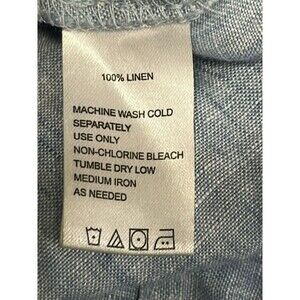 100% LINEN
MACHINE WASH COLD
SEPARATELY
USE ONLY
NON-CHLORINE BLEACH
TUMBLE DRY LOW
MEDIUM IRON
AS NEEDED